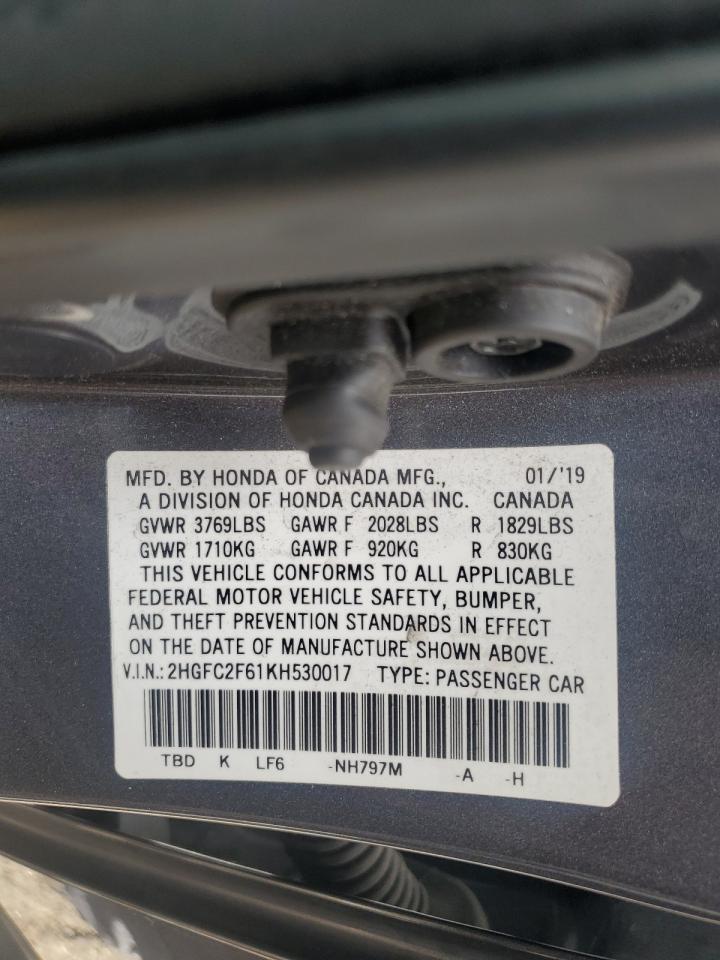 MFD. BY HONDA OF CANADA MFG., 01/'19
A DIVISION OF HONDA CANADA INC. CANADA
GVWR 3769LBS GAWR F 2028LBS R 1829LBS
GVWR 1710KG GAWR F 920KG R 830KG
THIS VEHICLE CONFORMS TO ALL APPLICABLE
FEDERAL MOTOR VEHICLE SAFETY, BUMPER,
AND THEFT PREVENTION STANDARDS IN EFFECT
ON THE DATE OF MANUFACTURE SHOWN ABOVE.
V.I.N.: 2HGFC2F61KH530017 TYPE: PASSENGER CAR
TBD K LF6 -NH797M -A -H